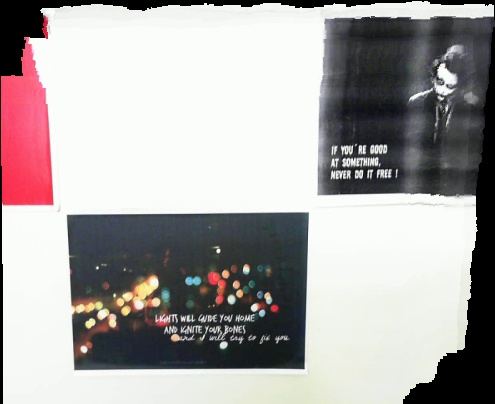 IF YOU´RE GOOD
AT SOMETHING,
NEVER DO IT FREE !
LIGHTS WILL GUIDE YOU HOME
AND IGNITE YOUR BONES
and I will try to fix you